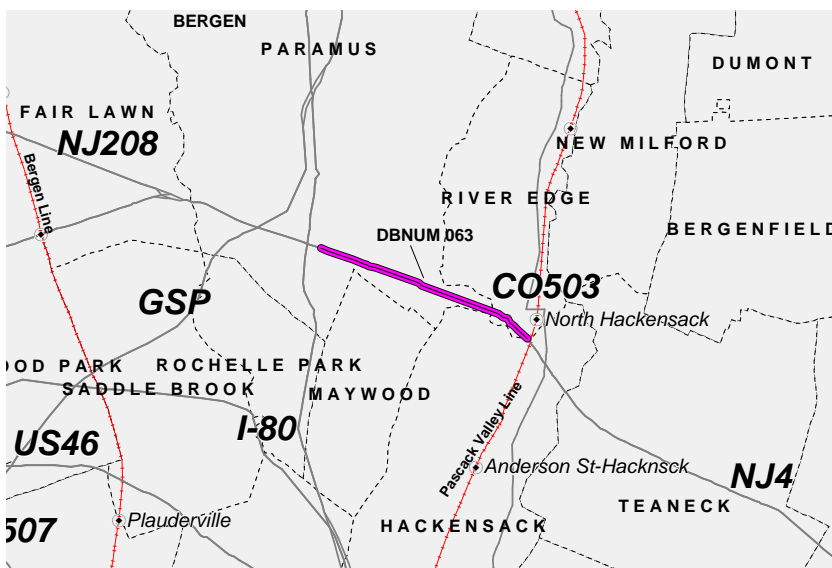 BERGEN
PARAMUS
DUMONT
FAIR LAWN
NJ208
NEW MILFORD
Bergen Line
RIVER EDGE
BERGENFIELD
DBNUM 063
CO503
GSP
North Hackensack
OOD PARK
ROCHELLE PARK
SADDLE BROOK
MAYWOOD
I-80
Pascack Valley Line
US46
Anderson St-Hacknsck
NJ4
TEANECK
507
Plauderville
HACKENSACK